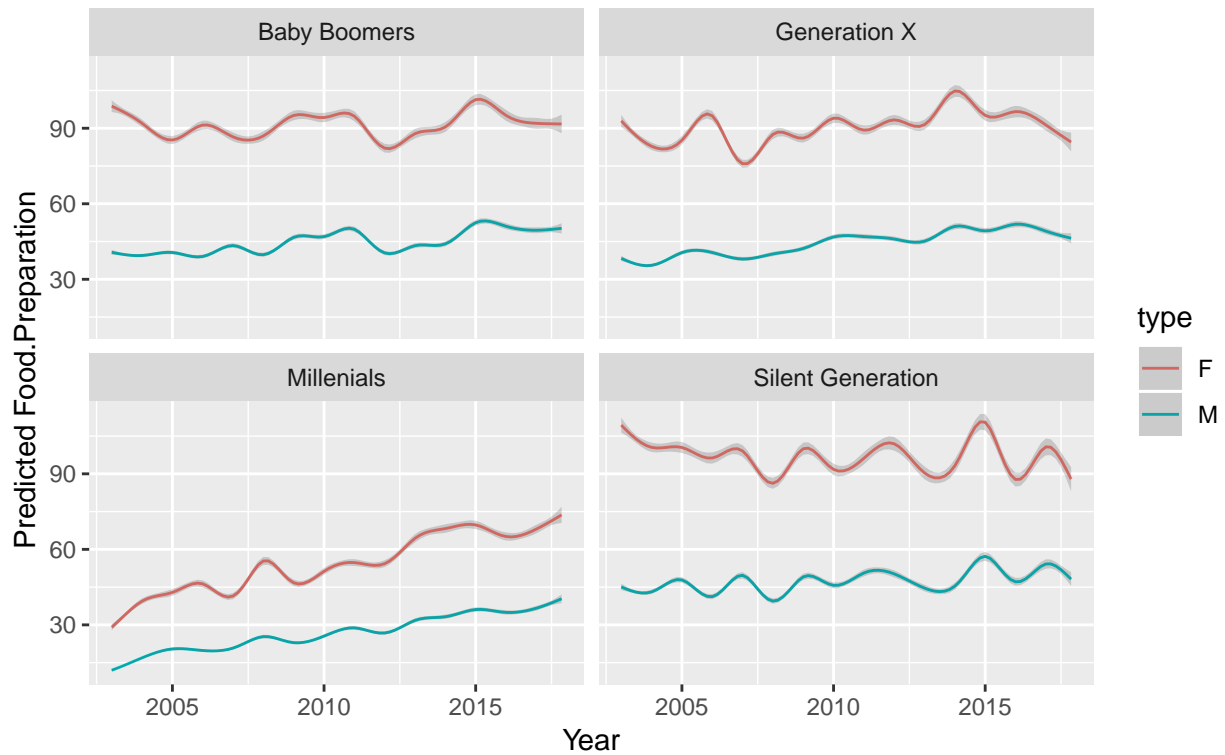 Baby Boomers
Generation X
90
60
30
Millenials
Silent Generation
90
60
30
2005
2010
2015
2005
2010
2015
Year
Predicted Food.Preparation
type
F
M